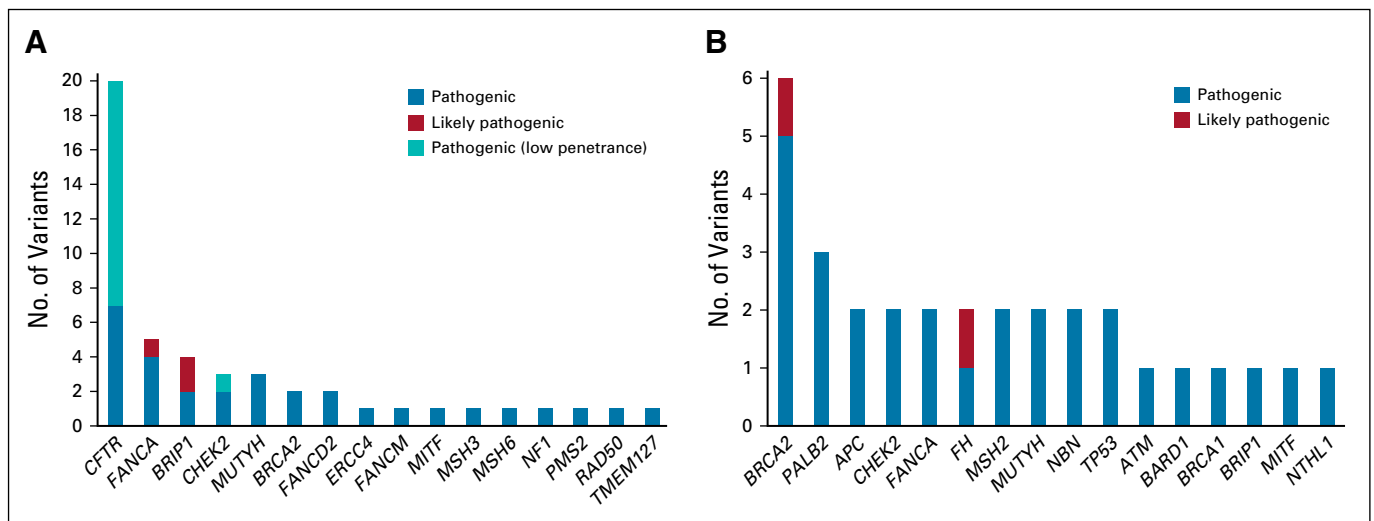 A
No. of Variants
20
18
16
14
12
10
8
6
4
2
0
Pathogenic
Likely pathogenic
Pathogenic (low penetrance)
CFTR
FANCA
BRIP1
CHEK2
MUTYH
BRCA2
FANCD2
ERCC4
FANCM
MITF
MSH3
MSH6
NF1
PMS2
RAD50
TMEM127
B
No. of Variants
6
5
4
3
2
1
0
Pathogenic
Likely pathogenic
BRCA2
PALB2
APC
CHEK2
FANCA
FH
MSH2
MUTYH
NBN
TP53
ATM
BARD1
BRCA1
BRIP1
MITF
NTHL1